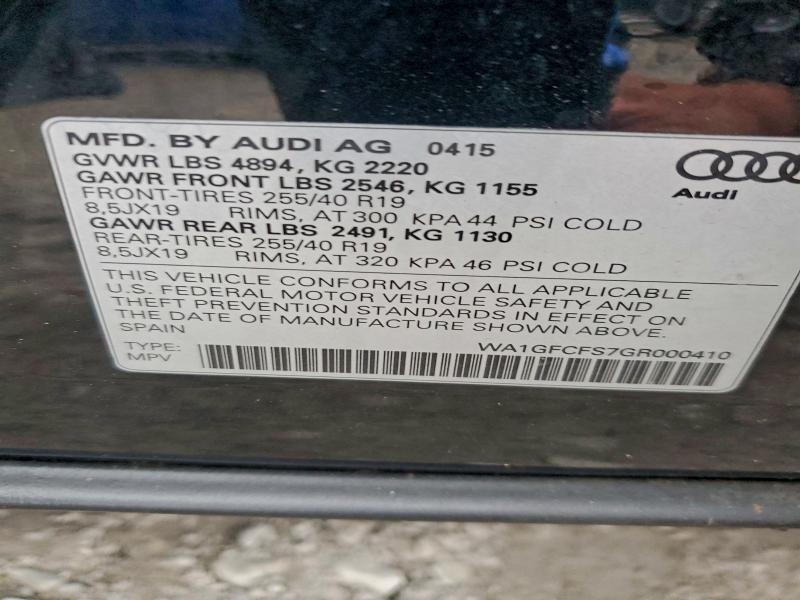 MFD. BY AUDI AG 0415
GVWR LBS 4894, KG 2220
GAWR FRONT LBS 2546, KG 1155
FRONT-TIRES 255/40 R19
8,5JX19 RIMS, AT 300 KPA 44 PSI COLD
GAWR REAR LBS 2491, KG 1130
REAR-TIRES 255/40 R19
8,5JX19 RIMS, AT 320 KPA 46 PSI COLD
Audi
THIS VEHICLE CONFORMS TO ALL APPLICABLE
U.S. FEDERAL MOTOR VEHICLE SAFETY AND
THEFT PREVENTION STANDARDS IN EFFECT ON
THE DATE OF MANUFACTURE SHOWN ABOVE.
SPAIN
TYPE: WA1GFCFS7GR000410
MPV